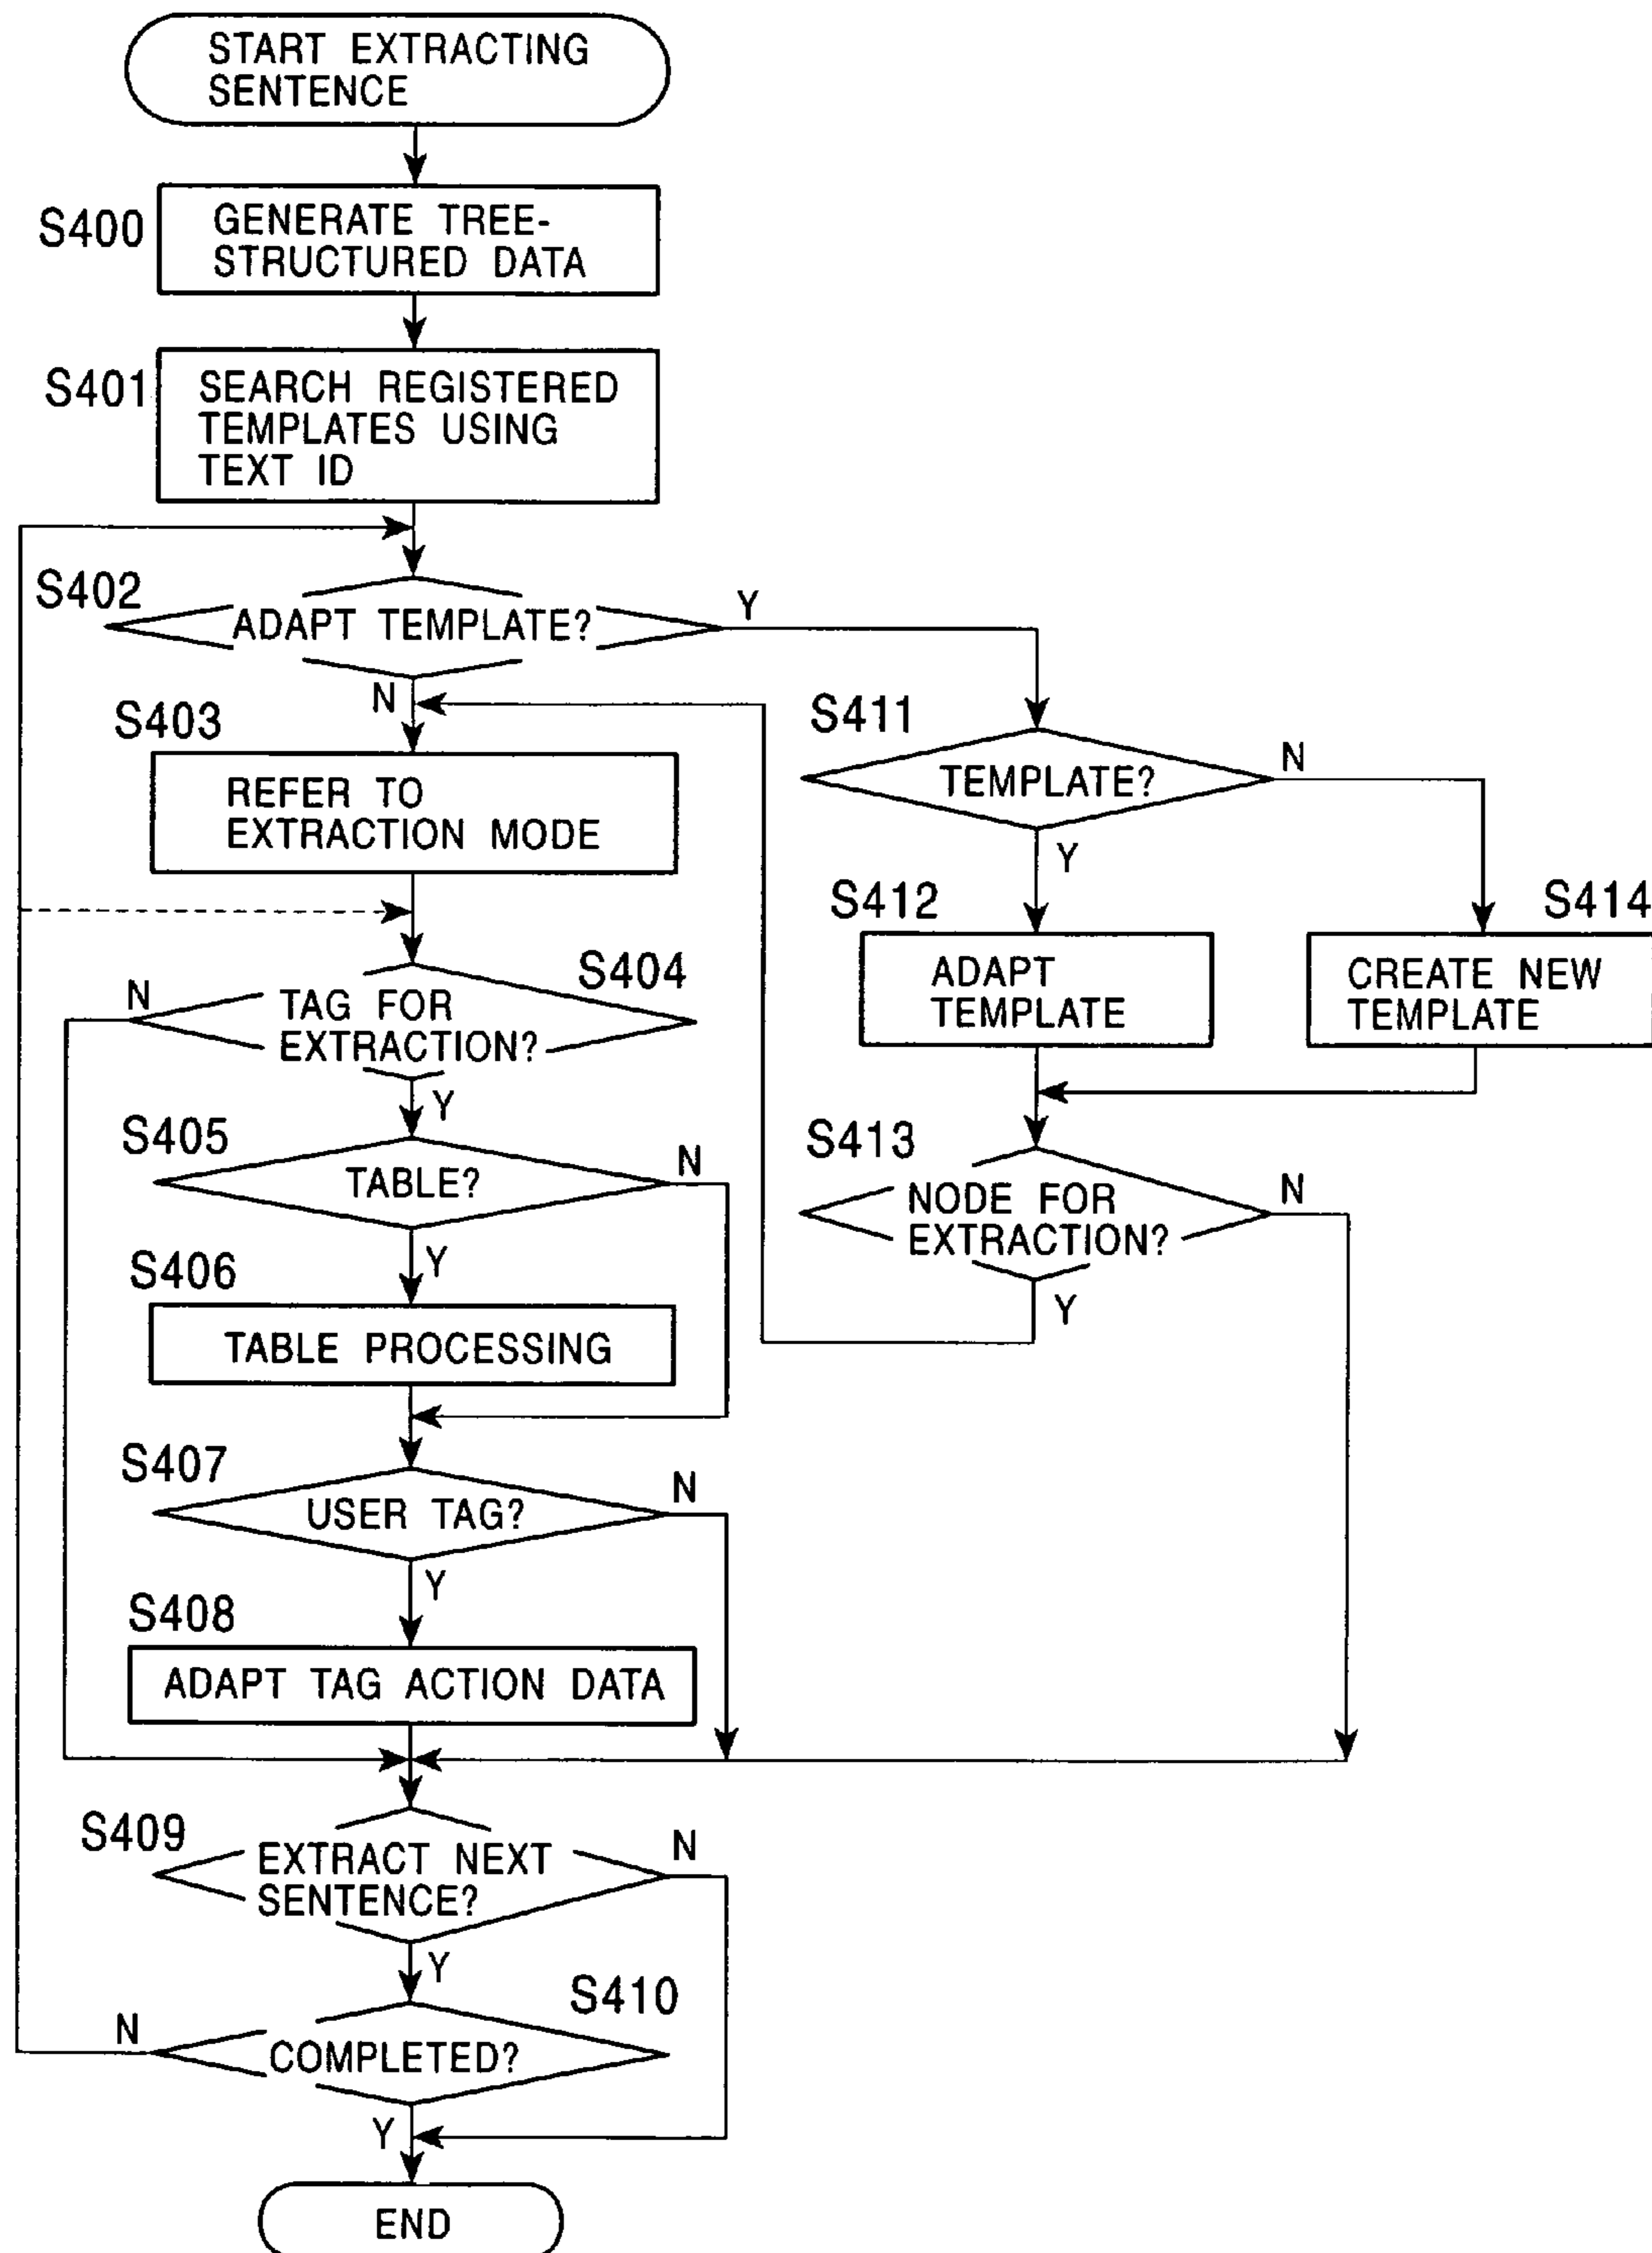 START EXTRACTING
SENTENCE
S400
GENERATE TREE-
STRUCTURED DATA
S401
SEARCH REGISTERED
TEMPLATES USING
TEXT ID
S402
ADAPT TEMPLATE?
Y
N
S403
REFER TO
EXTRACTION MODE
S411
TEMPLATE?
N
Y
S412
ADAPT
TEMPLATE
S414
CREATE NEW
TEMPLATE
S404
N
TAG FOR
EXTRACTION?
Y
S405
TABLE?
N
Y
S413
NODE FOR
EXTRACTION?
N
Y
S406
TABLE PROCESSING
S407
USER TAG?
N
Y
S408
ADAPT TAG ACTION DATA
S409
EXTRACT NEXT
SENTENCE?
N
Y
S410
N
COMPLETED?
Y
END